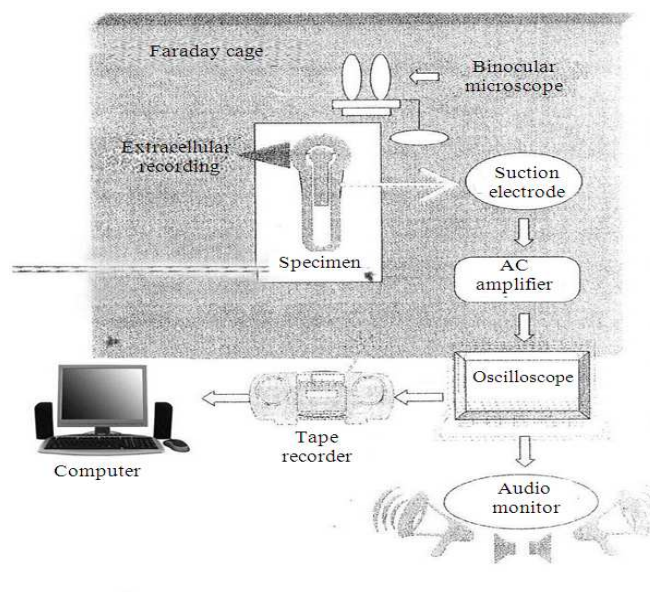 Faraday cage
Binocular
microscope
Extracellular
recording
Suction
electrode
Specimen
AC
amplifier
Oscilloscope
Tape
recorder
Computer
Audio
monitor